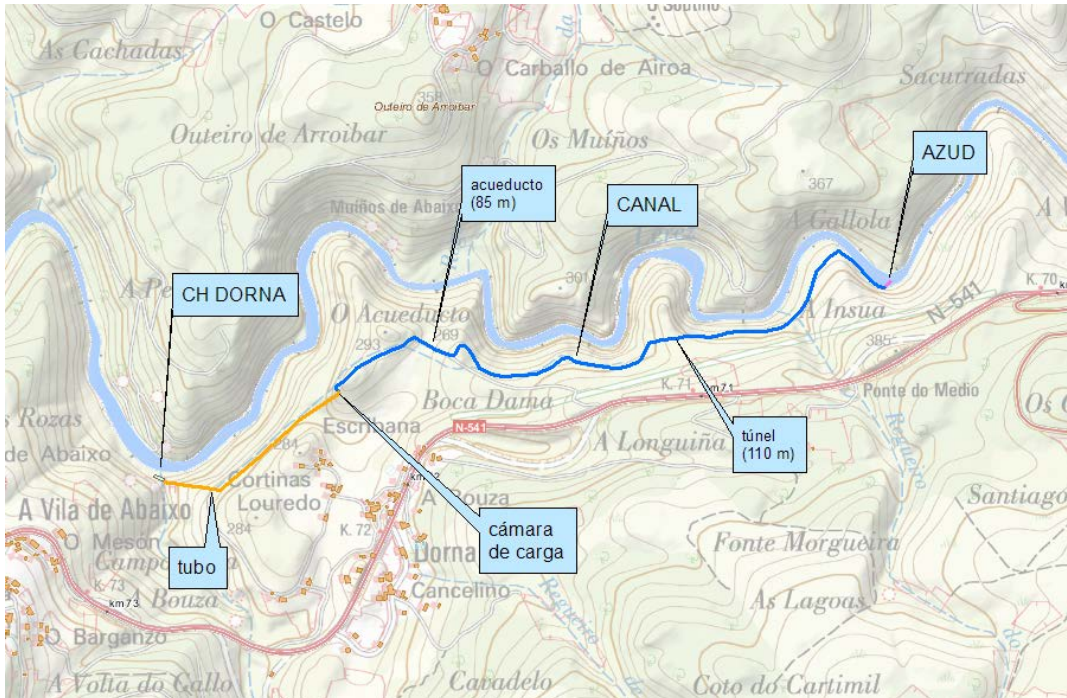 O Castelo
As Gachadas
O Carballo de Airoa
Sacurradas
358
Outeiro de Arroibar
Outeiro de Arroibar
Os Muíños
AZUD
367
acueducto
(85 m)
CANAL
Muíños de Abaixo
A Gallola
301
K. 70
CH DORNA
O Acueducto
269
A Insua
N-541
293
385
K. 71
km 71
Ponte do Medio
Boca Dama
Rozas
Escribana
N-541
A Longuiña
túnel
(110 m)
Reguero
de Abaixo
284
Cortinas
Louredo
A Vila de Abaixo
A Bouza
Santiago
284
K. 72
cámara
de carga
O Mesón
tubo
Dorna
Fonte Morgueira
K. 73
km 73
A Bouza
Cancelino
As Lagoas
O Barganzo
Reguero
do
A Volta do Gallo
Cavadelo
Coto do Cartimil